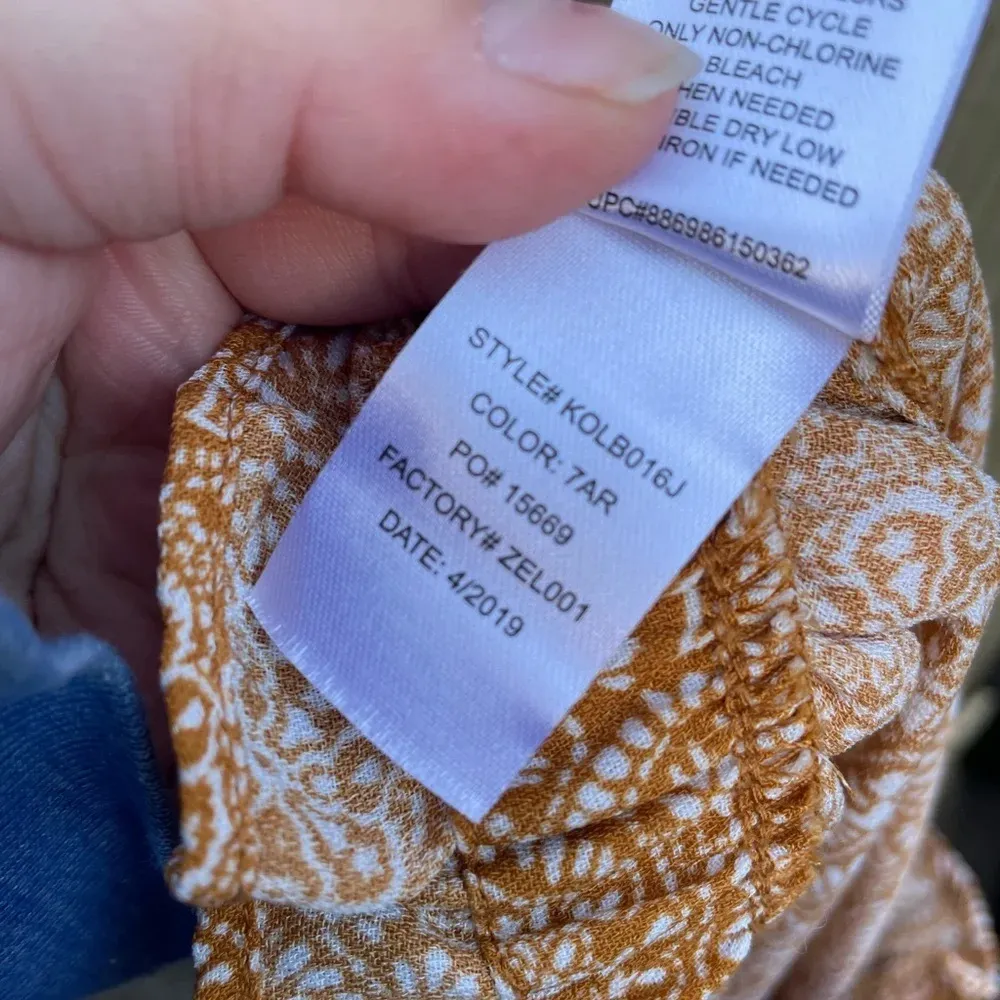 GENTLE CYCLE
ONLY NON-CHLORINE
BLEACH
WHEN NEEDED
DRY LOW
IRON IF NEEDED
UPC#886986150362
STYLE# KOLB016J
COLOR: 7AR
PO# 15669
FACTORY# ZEL001
DATE: 4/2019